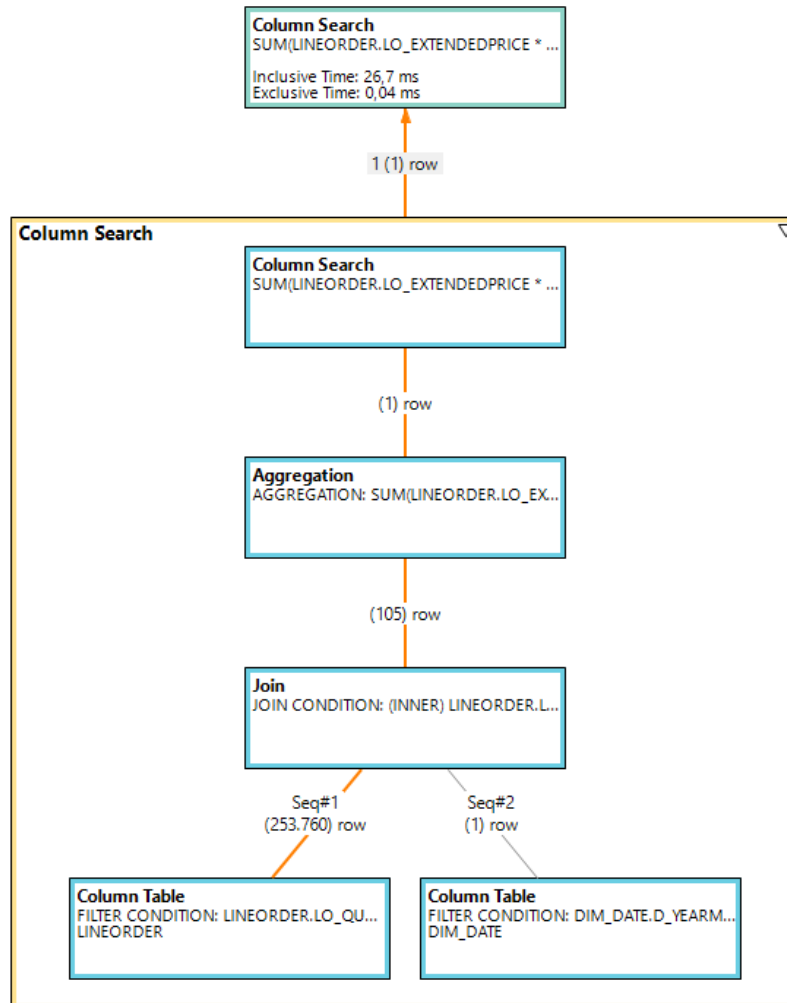 Column Search
SUM(LINEORDER.LO_EXTENDEDPRICE * ...
Inclusive Time: 26,7 ms
Exclusive Time: 0,04 ms
1 (1) row
Column Search
Column Search
SUM(LINEORDER.LO_EXTENDEDPRICE * ...
(1) row
Aggregation
AGGREGATION: SUM(LINEORDER.LO_EX...
(105) row
Join
JOIN CONDITION: (INNER) LINEORDER.L...
Seq#1
(253.760) row
Seq#2
(1) row
Column Table
FILTER CONDITION: LINEORDER.LO_QU...
LINEORDER
Column Table
FILTER CONDITION: DIM_DATE.D_YEARM...
DIM_DATE